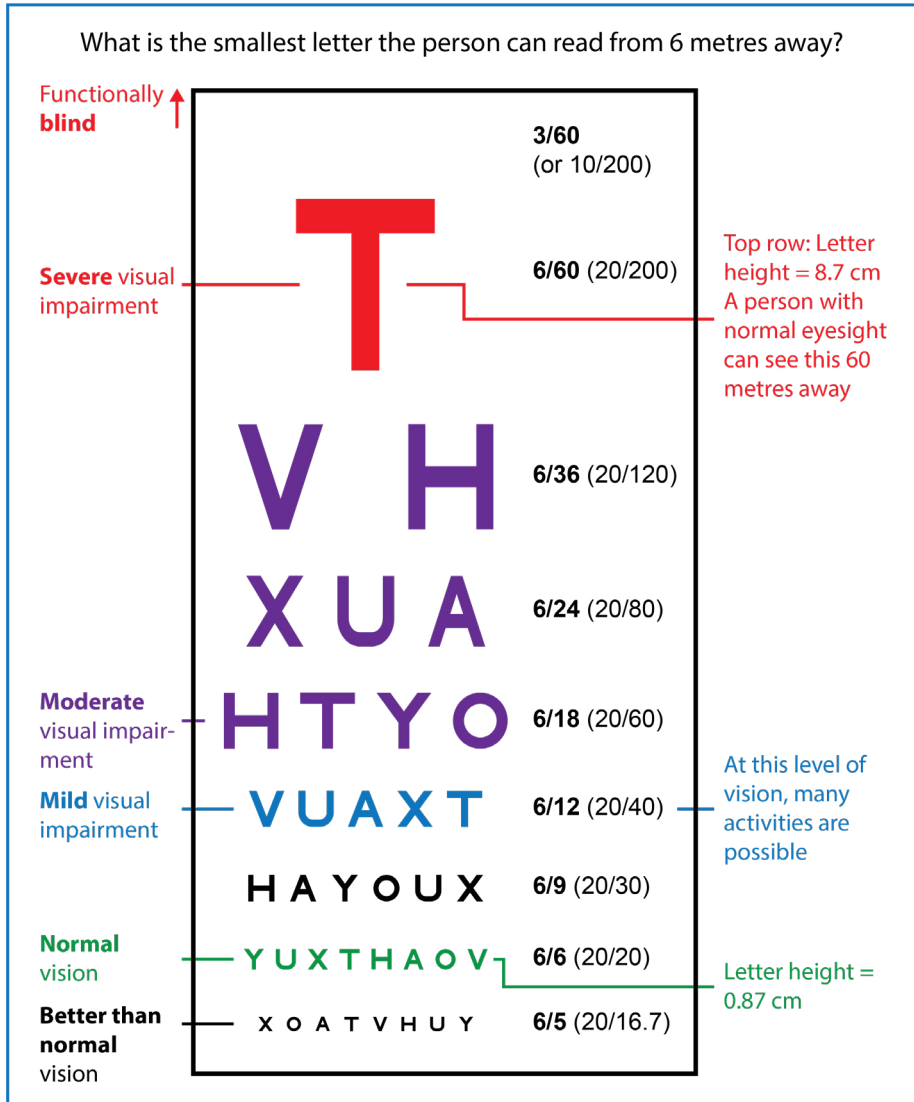 What is the smallest letter the person can read from 6 metres away?
Functionally
blind
3/60
(or 10/200)
T
Severe visual
impairment
6/60 (20/200)
Top row: Letter
height = 8.7 cm
A person with
normal eyesight
can see this 60
metres away
V H
6/36 (20/120)
X U A
6/24 (20/80)
Moderate
visual impair-
ment
H T Y O
6/18 (20/60)
Mild visual
impairment
V U A X T
6/12 (20/40)
At this level of
vision, many
activities are
possible
H A Y O U X
6/9 (20/30)
Normal
vision
Y U X T H A O V
6/6 (20/20)
Letter height =
0.87 cm
Better than
normal
vision
X O A T V H U Y
6/5 (20/16.7)